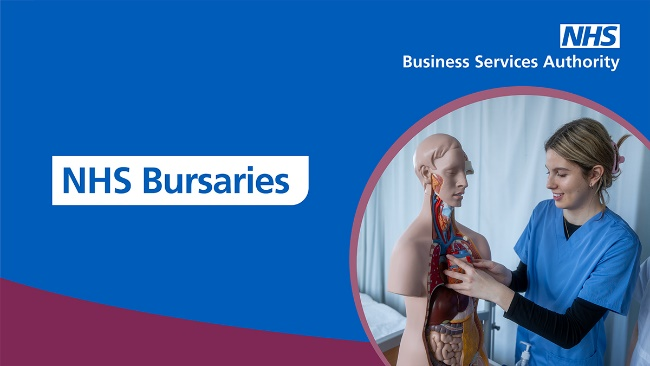 NHS
Business Services Authority
NHS Bursaries